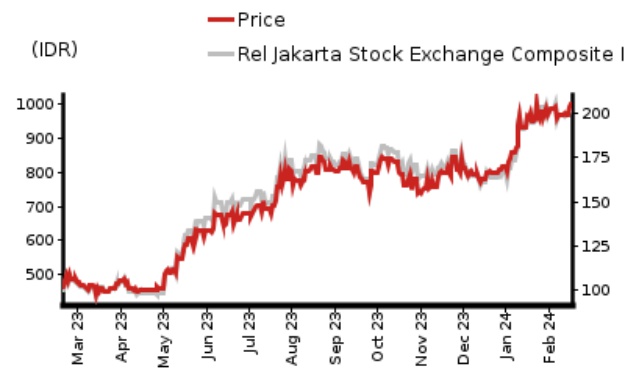 Price
(IDR)
Rel Jakarta Stock Exchange Composite I
1000
900
800
700
600
500
200
175
150
125
100
Mar 23
Apr 23
May 23
Jun 23
Jul 23
Aug 23
Sep 23
Oct 23
Nov 23
Dec 23
Jan 24
Feb 24